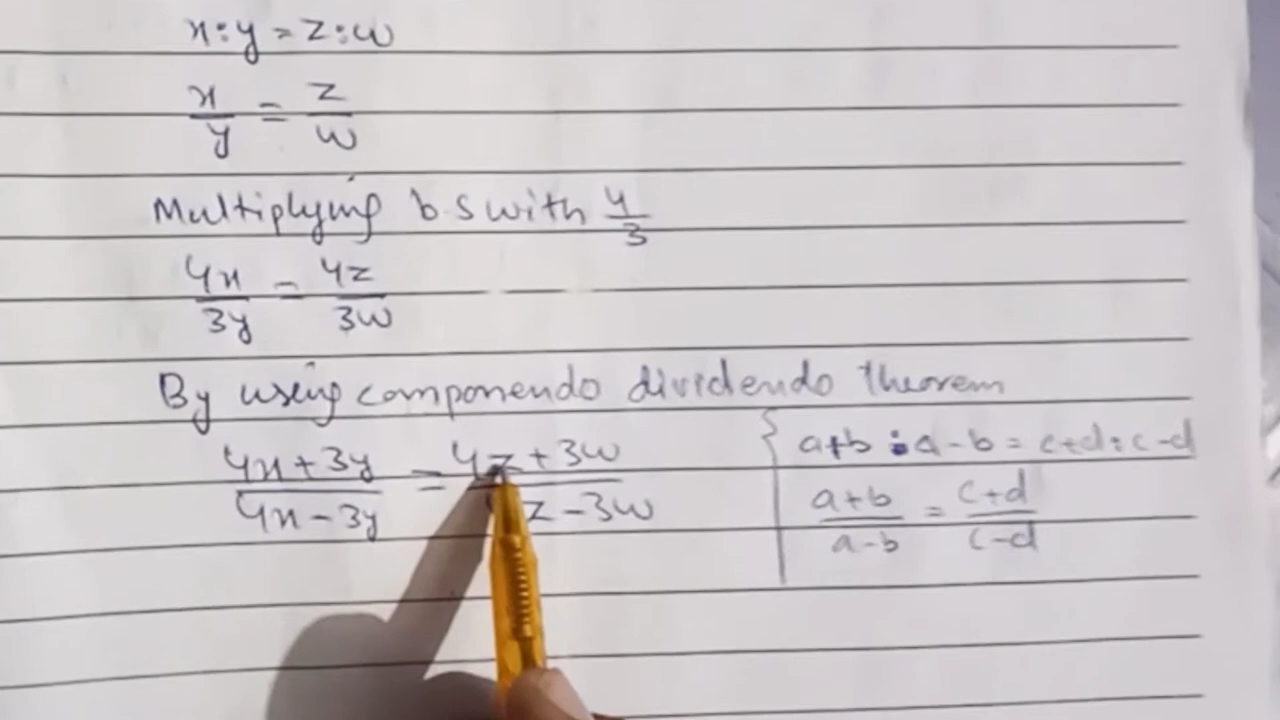 x:y = z:w
x/y = z/w
Multiplying b.s with 4/3
4x/3y = 4z/3w
By using componendo dividendo theorem
4x+3y/4x-3y = 4z+3w/z-3w
a+b:a-b = c+d:c-d
a+b/a-b = c+d/c-d